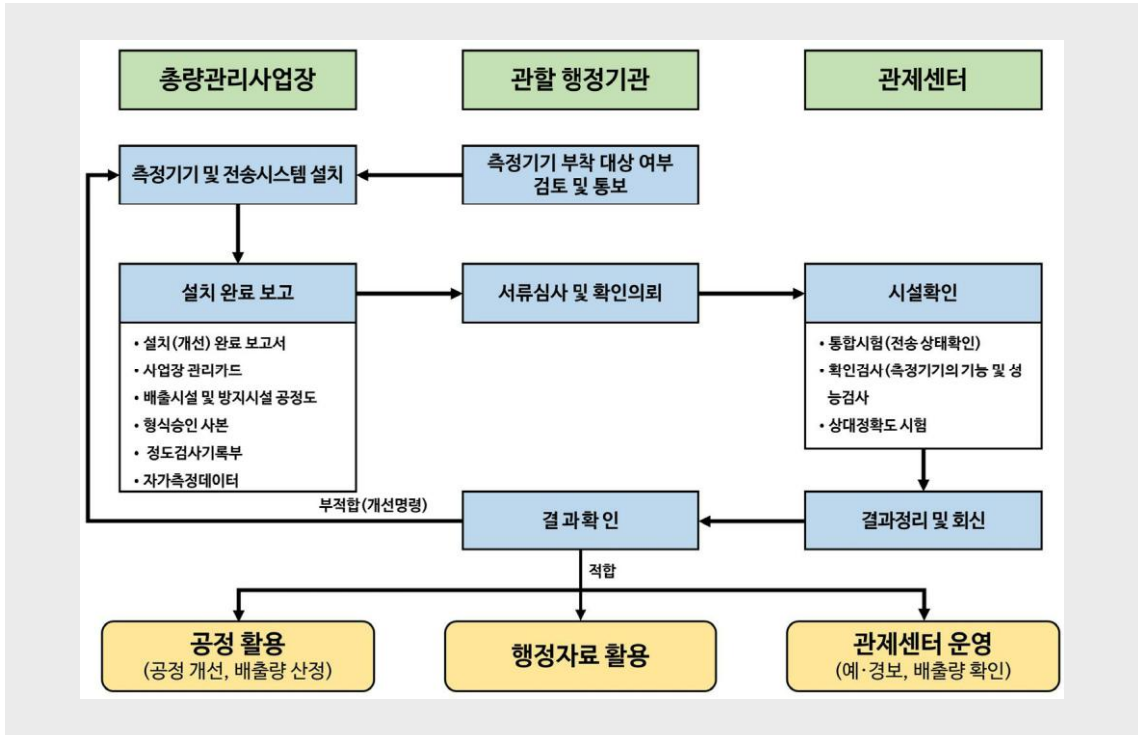 총량관리사업장
관할 행정기관
관제센터
측정기기 및 전송시스템 설치
측정기기 부착 대상 여부
검토 및 통보
설치 완료 보고
서류심사 및 확인의뢰
시설확인
• 설치(개선) 완료 보고서
• 사업장 관리카드
• 배출시설 및 방지시설 공정도
• 형식승인 사본
• 정도검사기록부
• 자가측정데이터
• 통합시험(전송 상태확인)
• 확인검사(측정기기의 기능 및 성
능검사
• 상대정확도 시험
부적합(개선명령)
결과확인
결과정리 및 회신
적합
공정 활용
(공정 개선, 배출량 산정)
행정자료 활용
관제센터 운영
(예·경보, 배출량 확인)